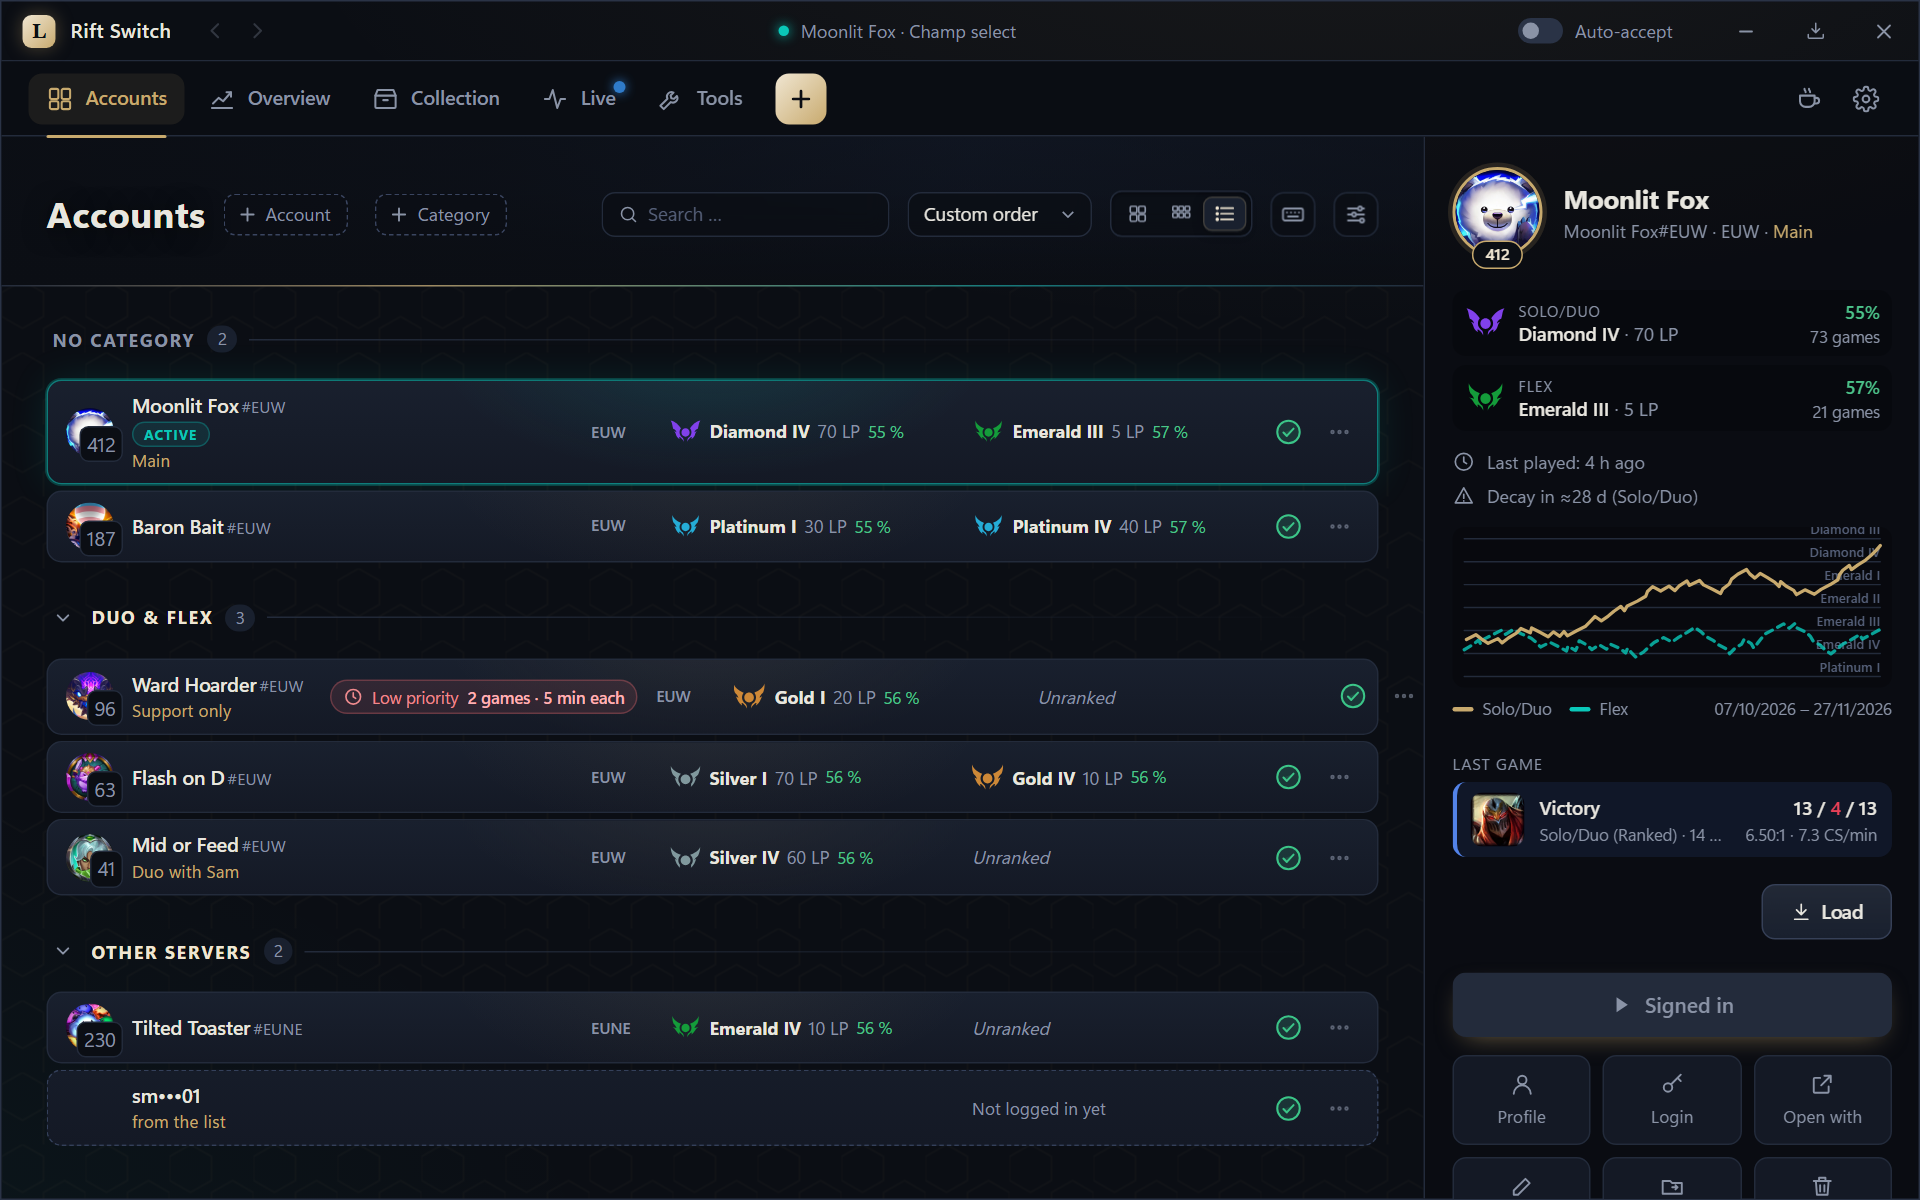 L Rift Switch
Moonlit Fox · Champ select
Auto-accept
Accounts
Overview
Collection
Live
Tools
Accounts
Account
Category
Search ...
Custom order
NO CATEGORY 2
Moonlit Fox #EUW
ACTIVE
Main
412
EUW
Diamond IV 70 LP 55 %
Emerald III 5 LP 57 %
Baron Bait #EUW
187
EUW
Platinum I 30 LP 55 %
Platinum IV 40 LP 57 %
DUO & FLEX 3
Ward Hoarder #EUW
Support only
96
Low priority 2 games · 5 min each
EUW
Gold I 20 LP 56 %
Unranked
Flash on D #EUW
63
EUW
Silver I 70 LP 56 %
Gold IV 10 LP 56 %
Mid or Feed #EUW
Duo with Sam
41
EUW
Silver IV 60 LP 56 %
Unranked
OTHER SERVERS 2
Tilted Toaster #EUNE
230
EUNE
Emerald IV 10 LP 56 %
Unranked
sm•••01
from the list
Not logged in yet
Moonlit Fox
Moonlit Fox#EUW · EUW · Main
412
SOLO/DUO
Diamond IV · 70 LP
55%
73 games
FLEX
Emerald III · 5 LP
57%
21 games
Last played: 4 h ago
Decay in ≈28 d (Solo/Duo)
Diamond III
Diamond IV
Emerald I
Emerald II
Emerald III
Emerald IV
Platinum I
Solo/Duo
Flex
07/10/2026 – 27/11/2026
LAST GAME
Victory
13 / 4 / 13
Solo/Duo (Ranked) · 14 ...
6.50:1 · 7.3 CS/min
Load
Signed in
Profile
Login
Open with